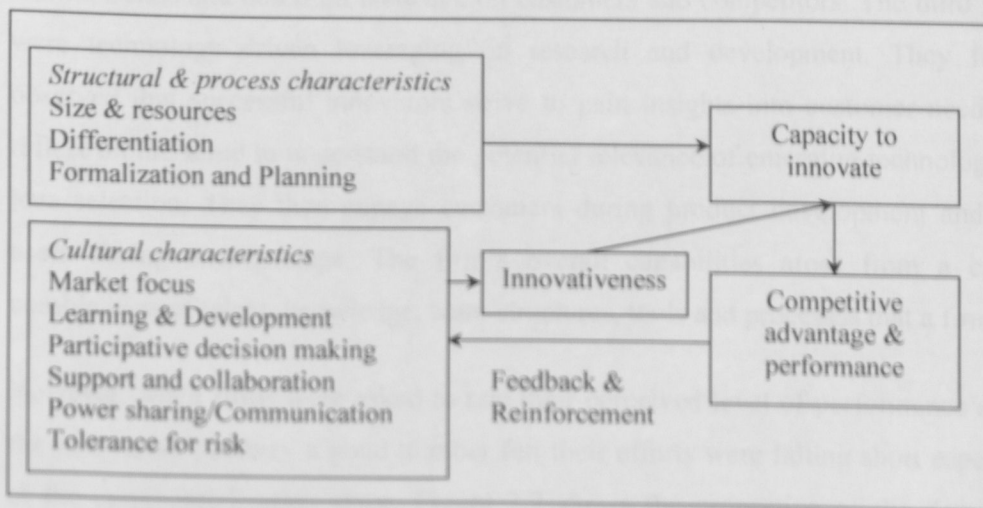 Structural & process characteristics
Size & resources
Differentiation
Formalization and Planning
Capacity to
innovate
Cultural characteristics
Market focus
Learning & Development
Participative decision making
Support and collaboration
Power sharing/Communication
Tolerance for risk
Innovativeness
Competitive
advantage &
performance
Feedback &
Reinforcement